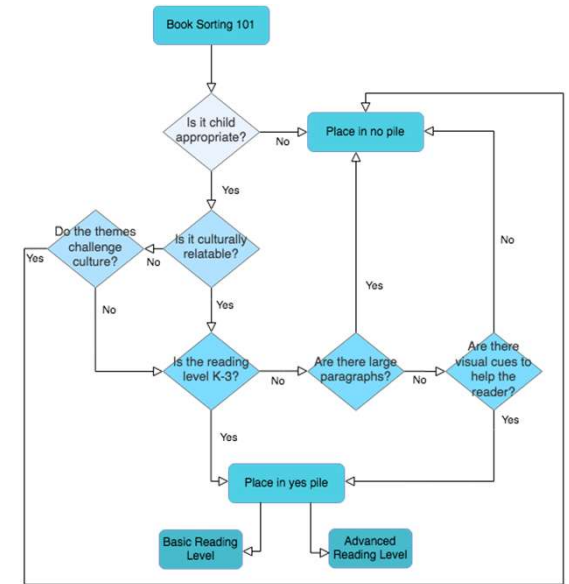 Book Sorting 101
Is it child
appropriate?
No
Place in no pile
Yes
Do the themes
challenge
culture?
Yes
No
Is it culturally
relatable?
No
Yes
Yes
No
Is the reading
level K-3?
No
Are there large
paragraphs?
No
Are there
visual cues to
help the
reader?
Yes
Yes
Place in yes pile
Basic Reading
Level
Advanced
Reading Level